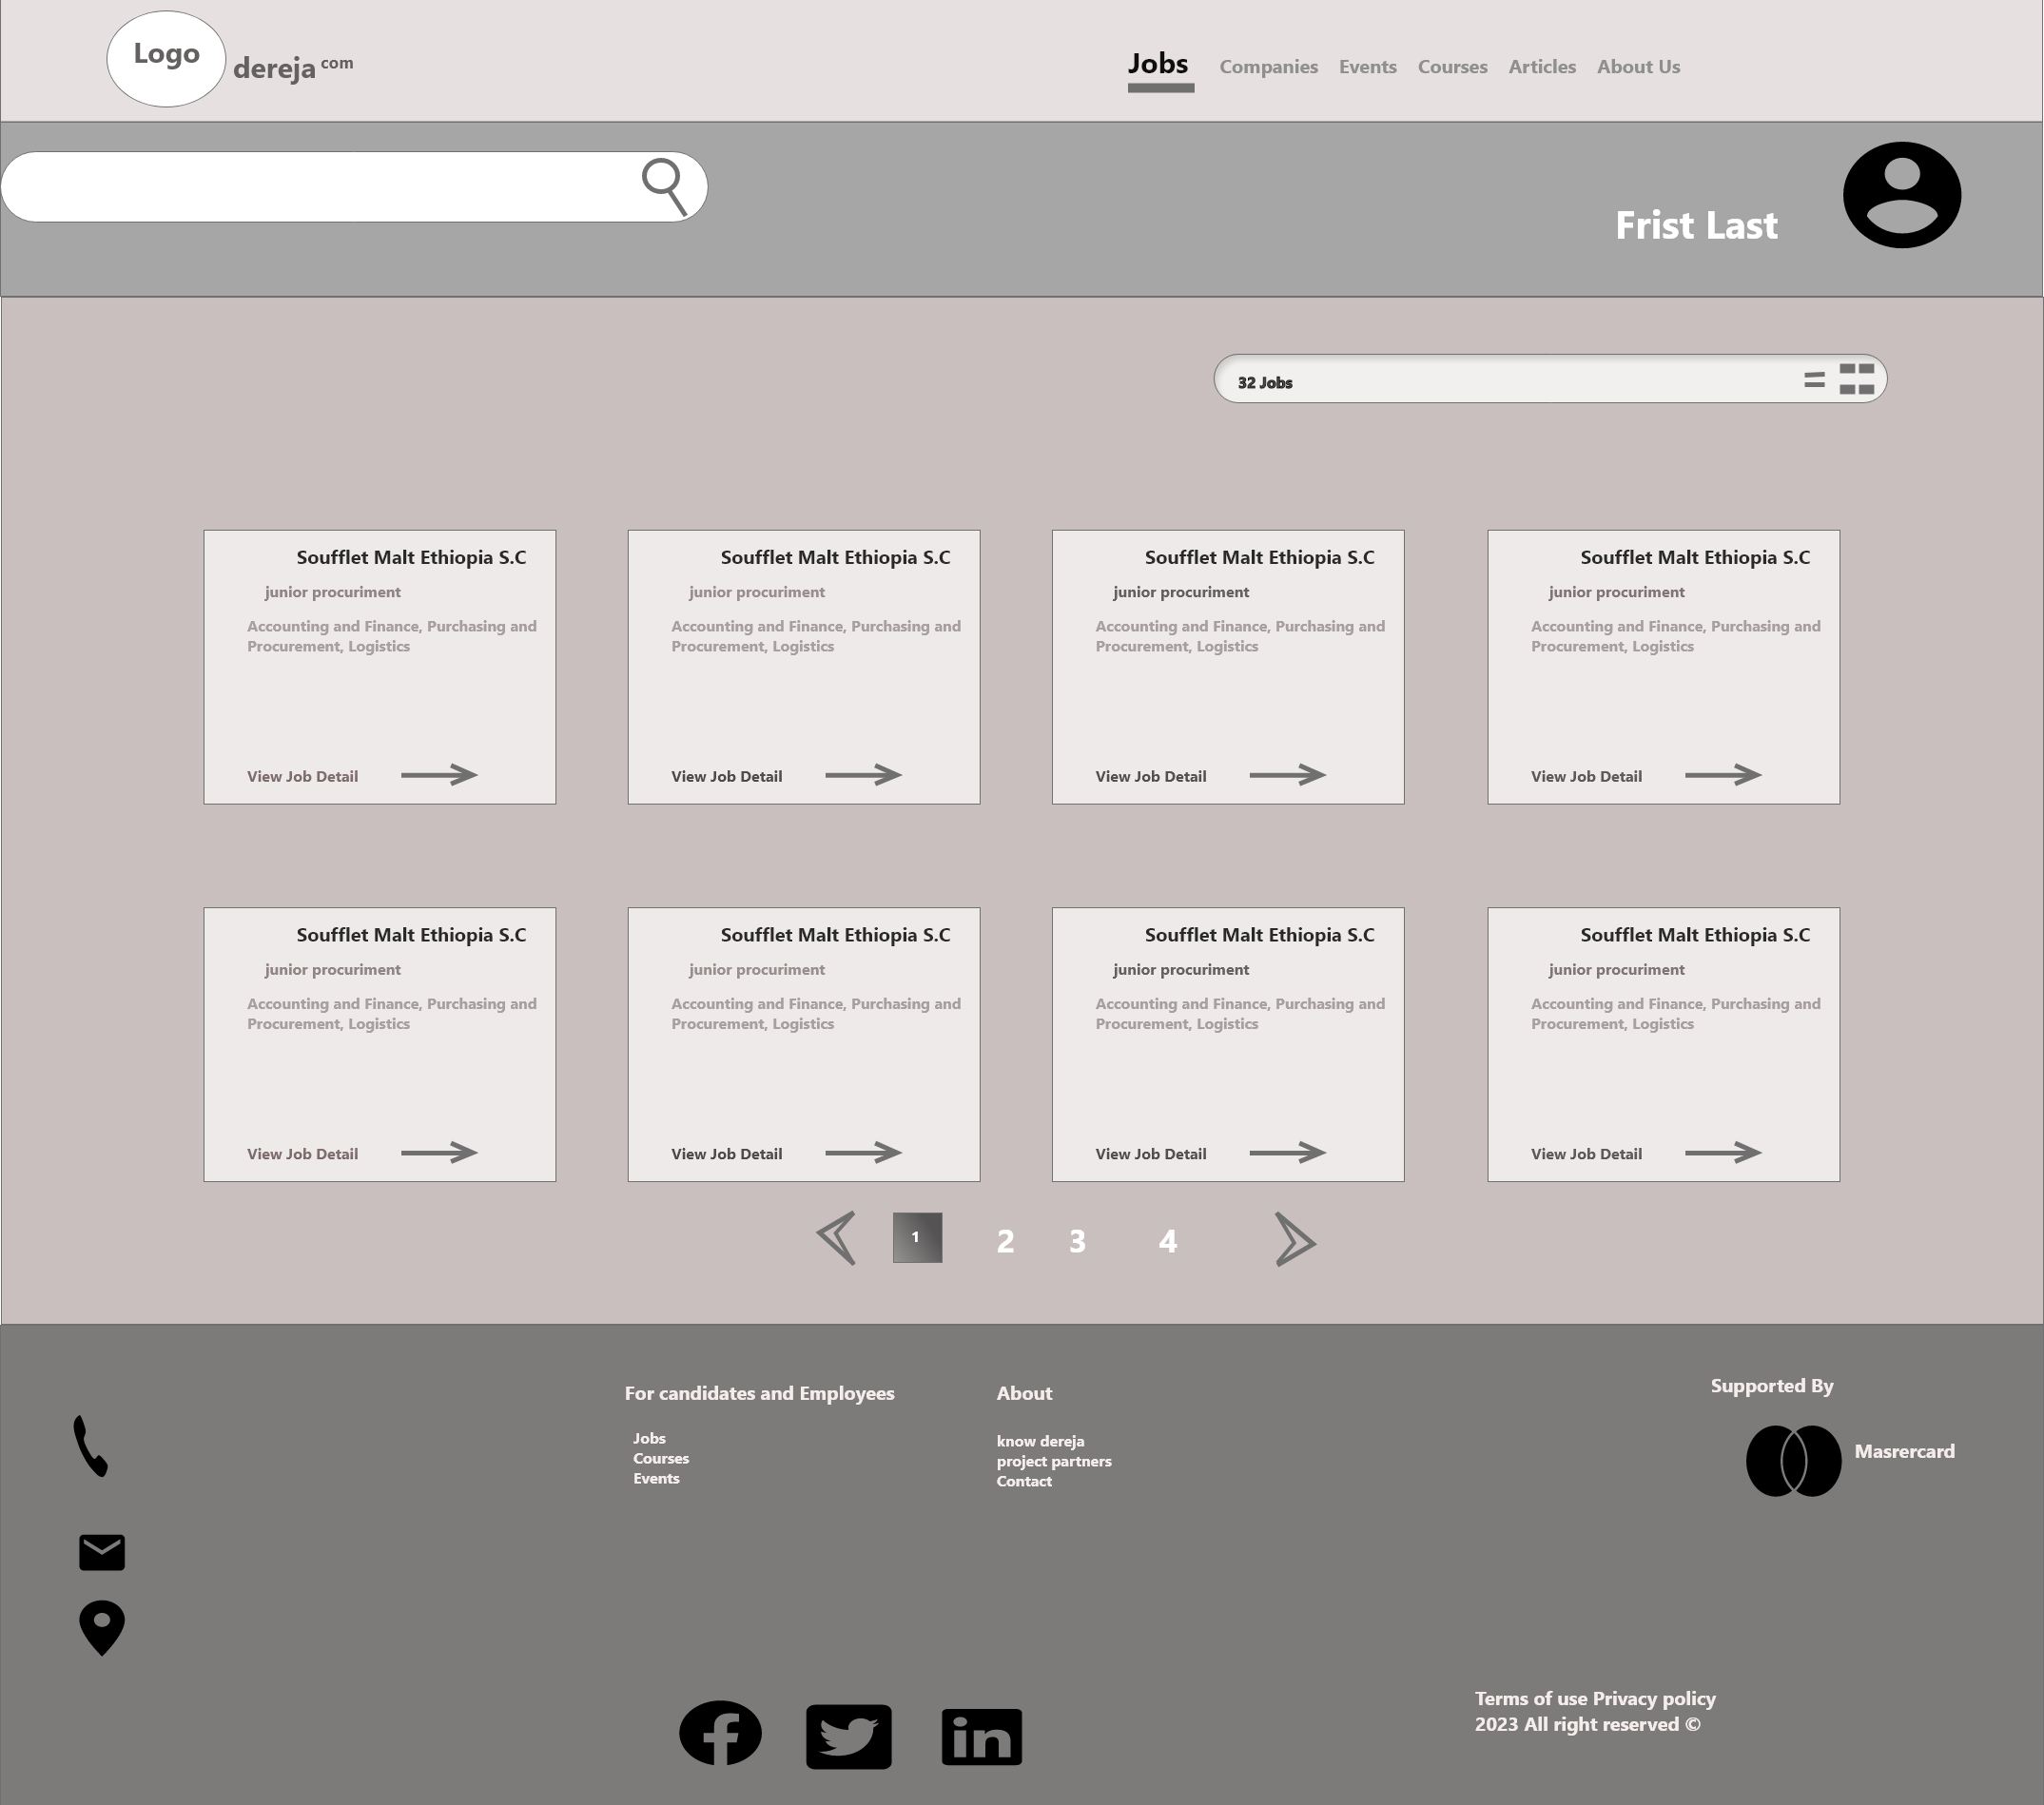 Logo
dereja com
Jobs Companies Events Courses Articles About Us
Frist Last
32 Jobs
Soufflet Malt Ethiopia S.C
junior procuriment
Accounting and Finance, Purchasing and
Procurement, Logistics
View Job Detail
Soufflet Malt Ethiopia S.C
junior procuriment
Accounting and Finance, Purchasing and
Procurement, Logistics
View Job Detail
Soufflet Malt Ethiopia S.C
junior procuriment
Accounting and Finance, Purchasing and
Procurement, Logistics
View Job Detail
Soufflet Malt Ethiopia S.C
junior procuriment
Accounting and Finance, Purchasing and
Procurement, Logistics
View Job Detail
Soufflet Malt Ethiopia S.C
junior procuriment
Accounting and Finance, Purchasing and
Procurement, Logistics
View Job Detail
Soufflet Malt Ethiopia S.C
junior procuriment
Accounting and Finance, Purchasing and
Procurement, Logistics
View Job Detail
Soufflet Malt Ethiopia S.C
junior procuriment
Accounting and Finance, Purchasing and
Procurement, Logistics
View Job Detail
Soufflet Malt Ethiopia S.C
junior procuriment
Accounting and Finance, Purchasing and
Procurement, Logistics
View Job Detail
1 2 3 4
For candidates and Employees
Jobs
Courses
Events
About
know dereja
project partners
Contact
Supported By
Masrercard
Terms of use Privacy policy
2023 All right reserved ©